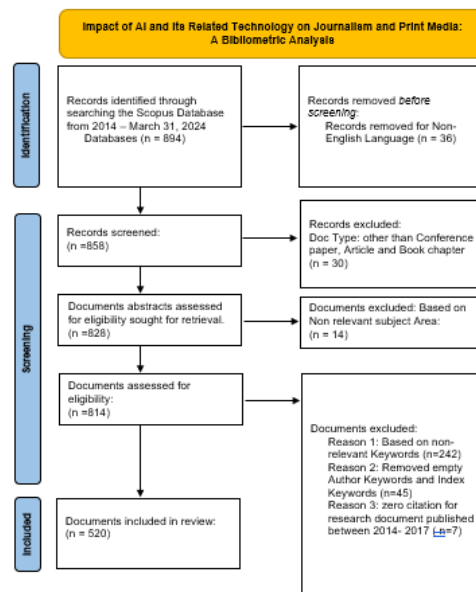 Impact of AI and Its Related Technology on Journalism and Print Media:
A Bibliometric Analysis
Identification
Records identified through
searching the Scopus Database
from 2014 – March 31, 2024
Databases (n = 894)
Records removed before
screening:
Records removed for Non-
English Language (n = 36)
Screening
Records screened:
(n =858)
Records excluded:
Doc Type: other than Conference
paper, Article and Book chapter
(n = 30)
Documents abstracts assessed
for eligibility sought for retrieval.
(n =828)
Documents excluded: Based on
Non relevant subject Area:
(n = 14)
Documents assessed for
eligibility:
(n =814)
Documents excluded:
Reason 1: Based on non-
relevant Keywords (n=242)
Reason 2: Removed empty
Author Keywords and Index
Keywords (n=45)
Reason 3: zero citation for
research document published
between 2014- 2017 ( n=7)
Included
Documents included in review:
(n = 520)